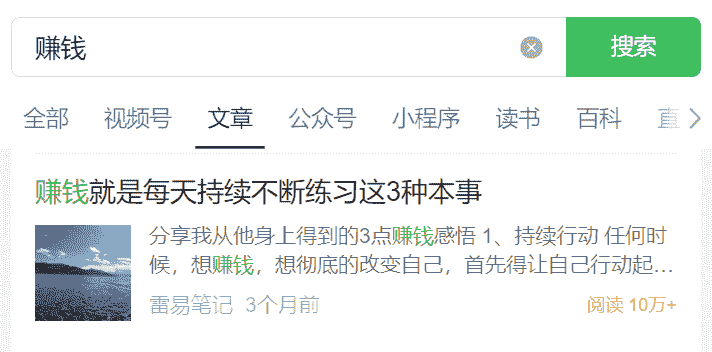 赚钱 搜索
全部 视频号 文章 公众号 小程序 读书 百科 直
赚钱就是每天持续不断练习这3种本事
分享我从他身上得到的3点赚钱感悟 1、持续行动 任何时
候，想赚钱，想彻底的改变自己，首先得让自己行动起...
雷易笔记 3个月前 阅读 10万+